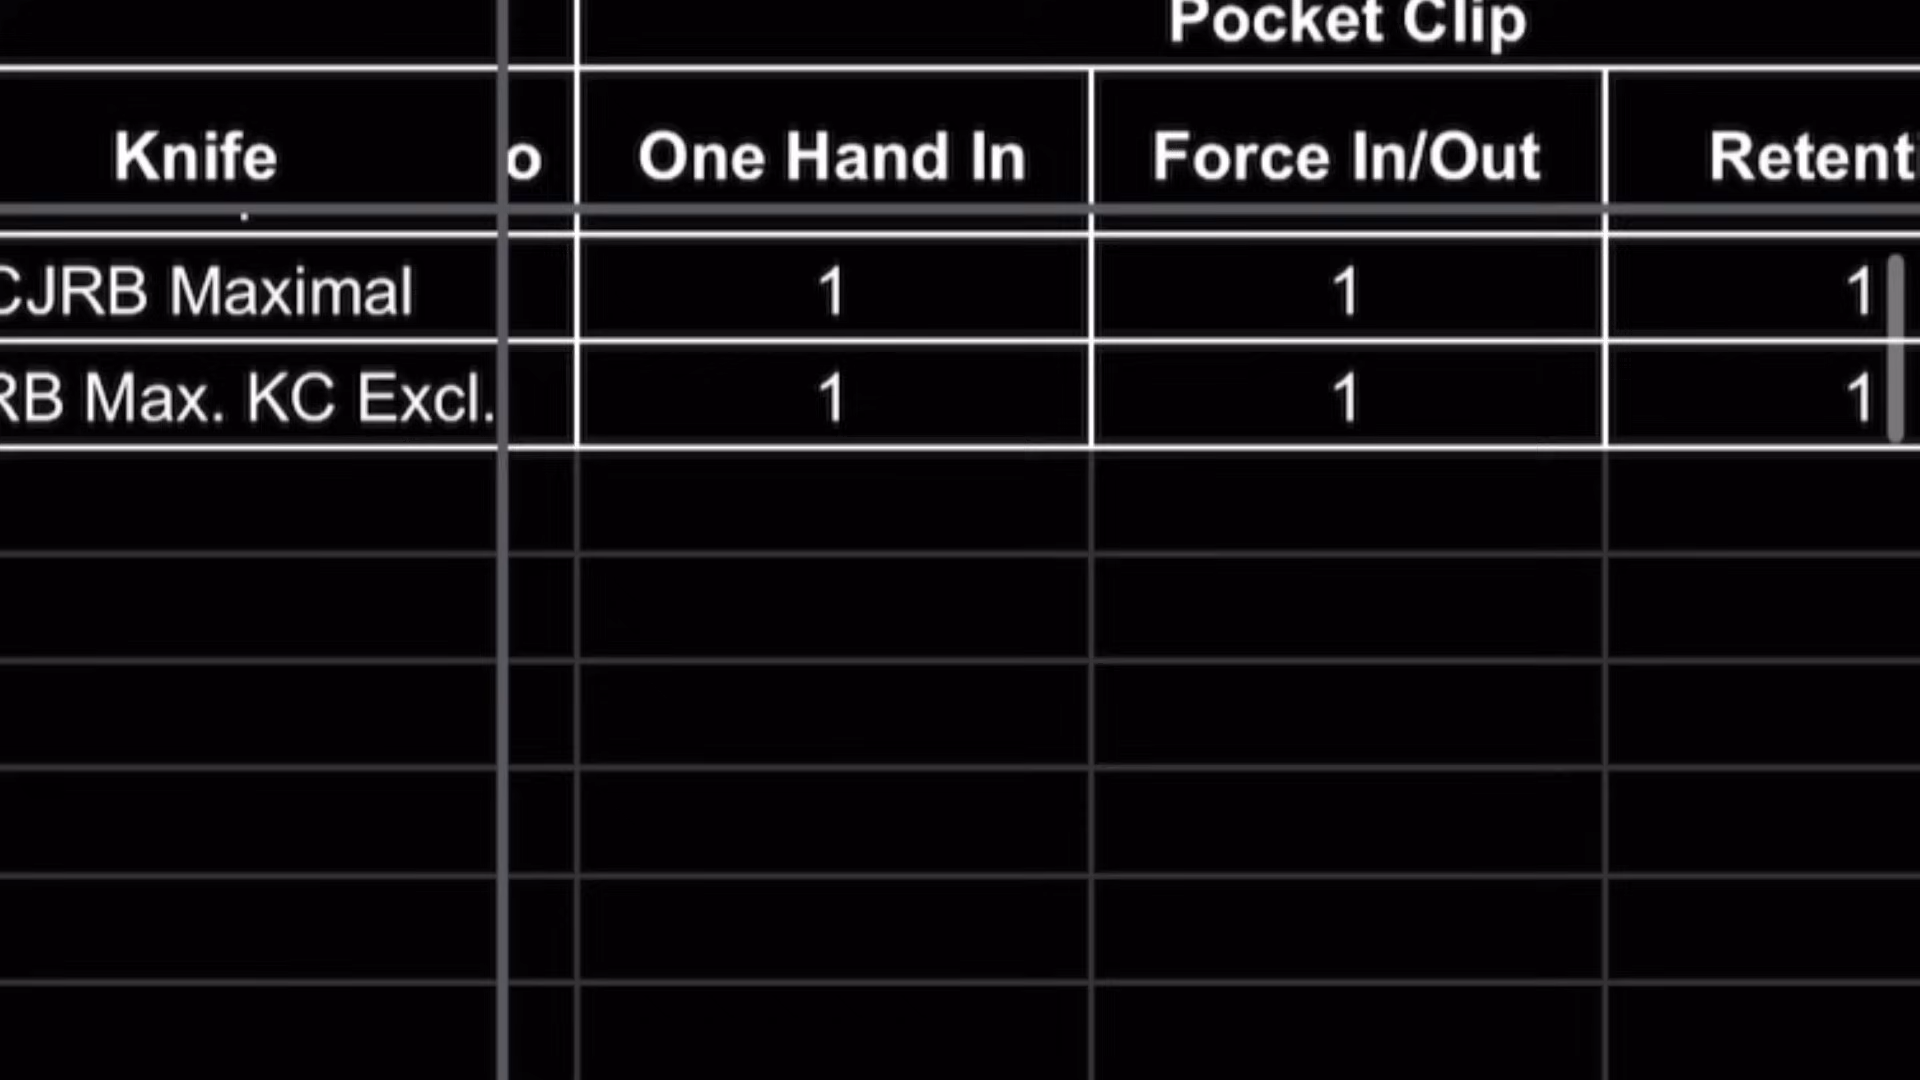 Pocket Clip
Knife o One Hand In Force In/Out Retenti
CJRB Maximal 1 1 1
RB Max. KC Excl. 1 1 1